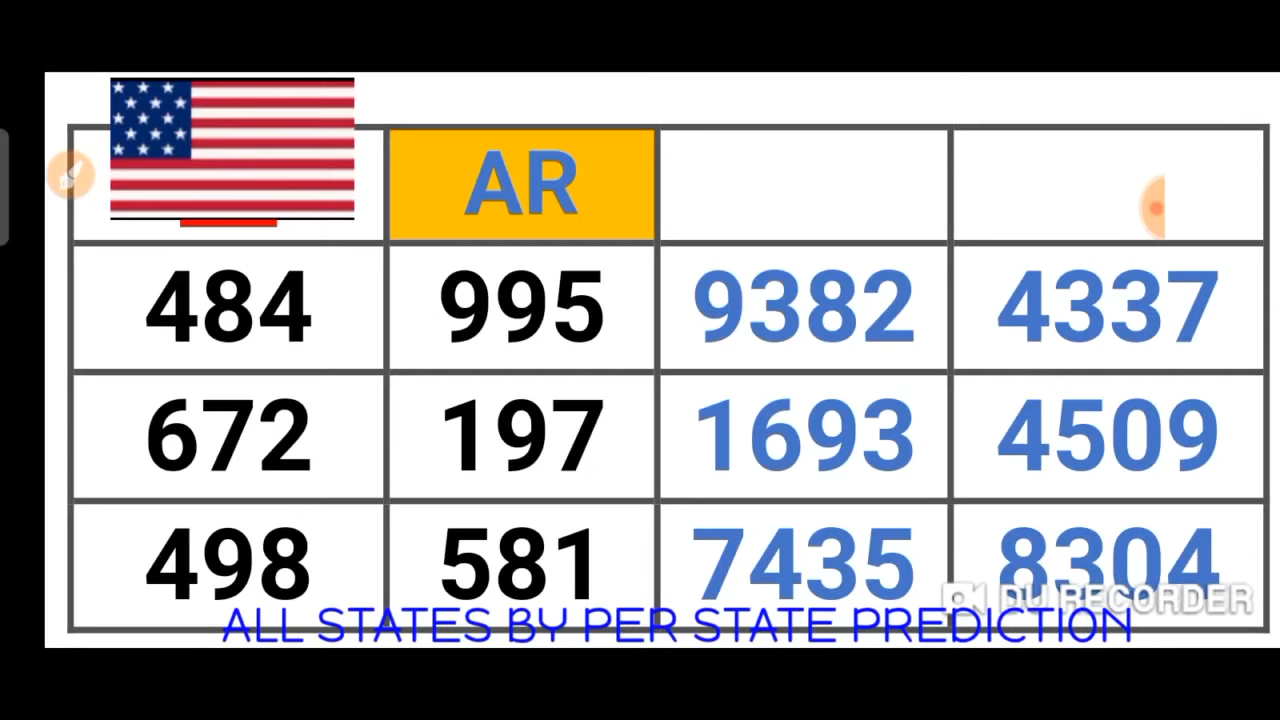 AR
484 995 9382 4337
672 197 1693 4509
498 581 7435 8304
DU RECORDER
ALL STATES BY PER STATE PREDICTION